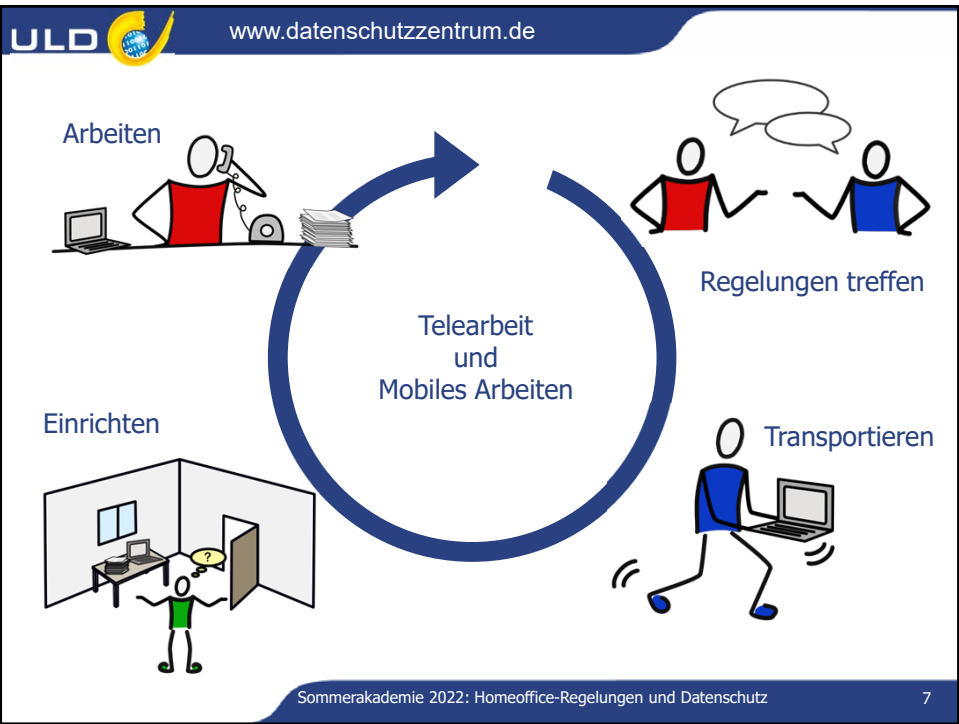 ULD
www.datenschutzzentrum.de
Arbeiten
Regelungen treffen
Telearbeit
und
Mobiles Arbeiten
Einrichten
?
Transportieren
Sommerakademie 2022: Homeoffice-Regelungen und Datenschutz
7